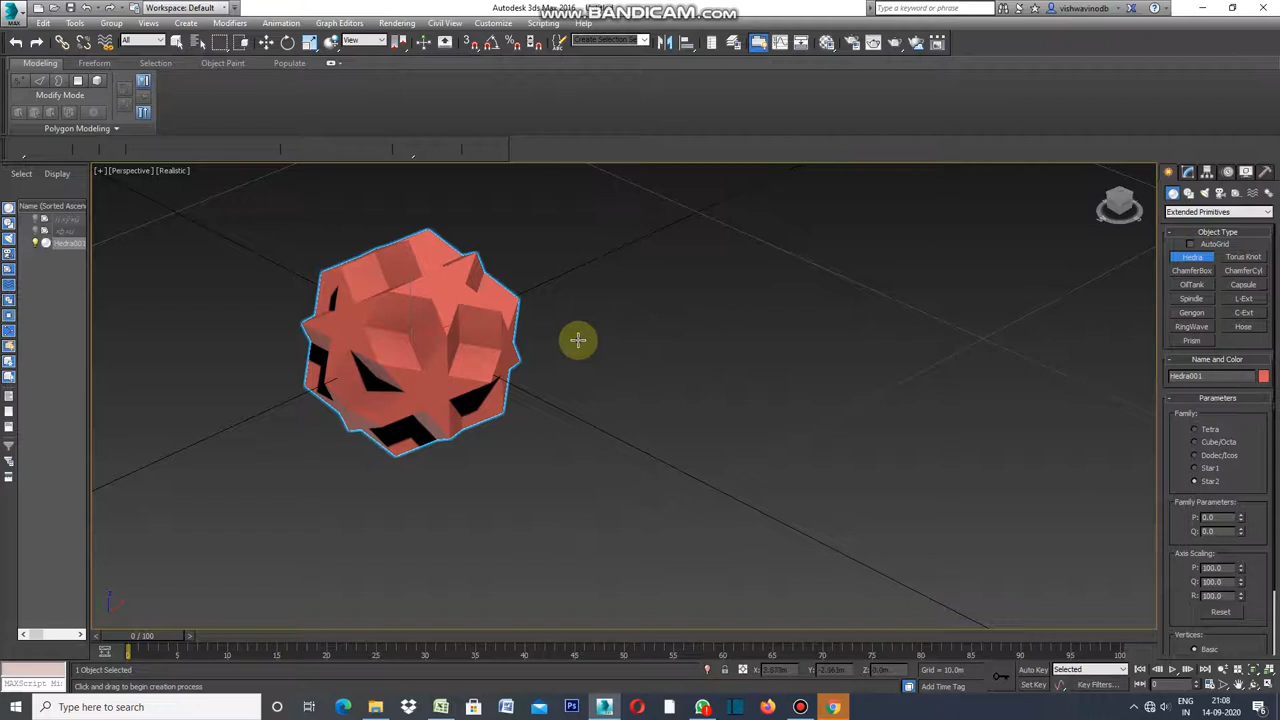 MAX
Workspace: Default
Autodesk 3ds Max 2016
WWW.BANDICAM.COM
Type a keyword or phrase
vishwavinodb
Edit Tools Group Views Create Modifiers Animation Graph Editors Rendering Civil View Customize Scripting Help
All
View
Create Selection Se
Modeling Freeform Selection Object Paint Populate
Modify Mode
Polygon Modeling
Select Display
[+] [Perspective] [Realistic]
Name (Sorted Ascen
Hedra001
Extended Primitives
Object Type
AutoGrid
Hedra Torus Knot
ChamferBox ChamferCyl
OilTank Capsule
Spindle L-Ext
Gengon C-Ext
RingWave Hose
Prism
Name and Color
Hedra001
Parameters
Family:
Tetra
Cube/Octa
Dodec/Icos
Star1
Star2
Family Parameters:
P: 0.0
Q: 0.0
Axis Scaling:
P: 100.0
Q: 100.0
R: 100.0
Reset
Vertices:
Basic
0 / 100
0 5 10 15 20 25 30 35 40 45 50 55 60 65 70 75 80 85 90 95 100
1 Object Selected
X: 2.673m Y: -2.963m Z: 0.0m Grid = 10.0m
Auto Key Selected
MAXScript Mi
Click and drag to begin creation process
Add Time Tag
Set Key Key Filters...
0
Type here to search
ENG 21:08
IN 14-09-2020